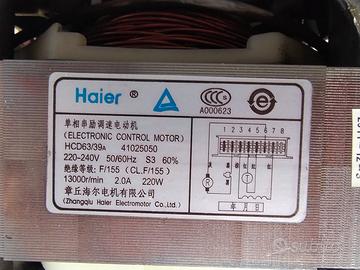 Haier ®
A000623
单相串励调速电动机
(ELECTRONIC CONTROL MOTOR)
HCD63/39A 41025050
220-240V 50/60Hz S3 60%
绝缘等级: F/155 (CL.F/155)
13000r/min 2.0A 220W
章丘海尔电机有限公司
(Zhangqiu Haier Electromotor Co.,Ltd.)
1 2 3 4 5 6 7 8
M
年 月 日
subito